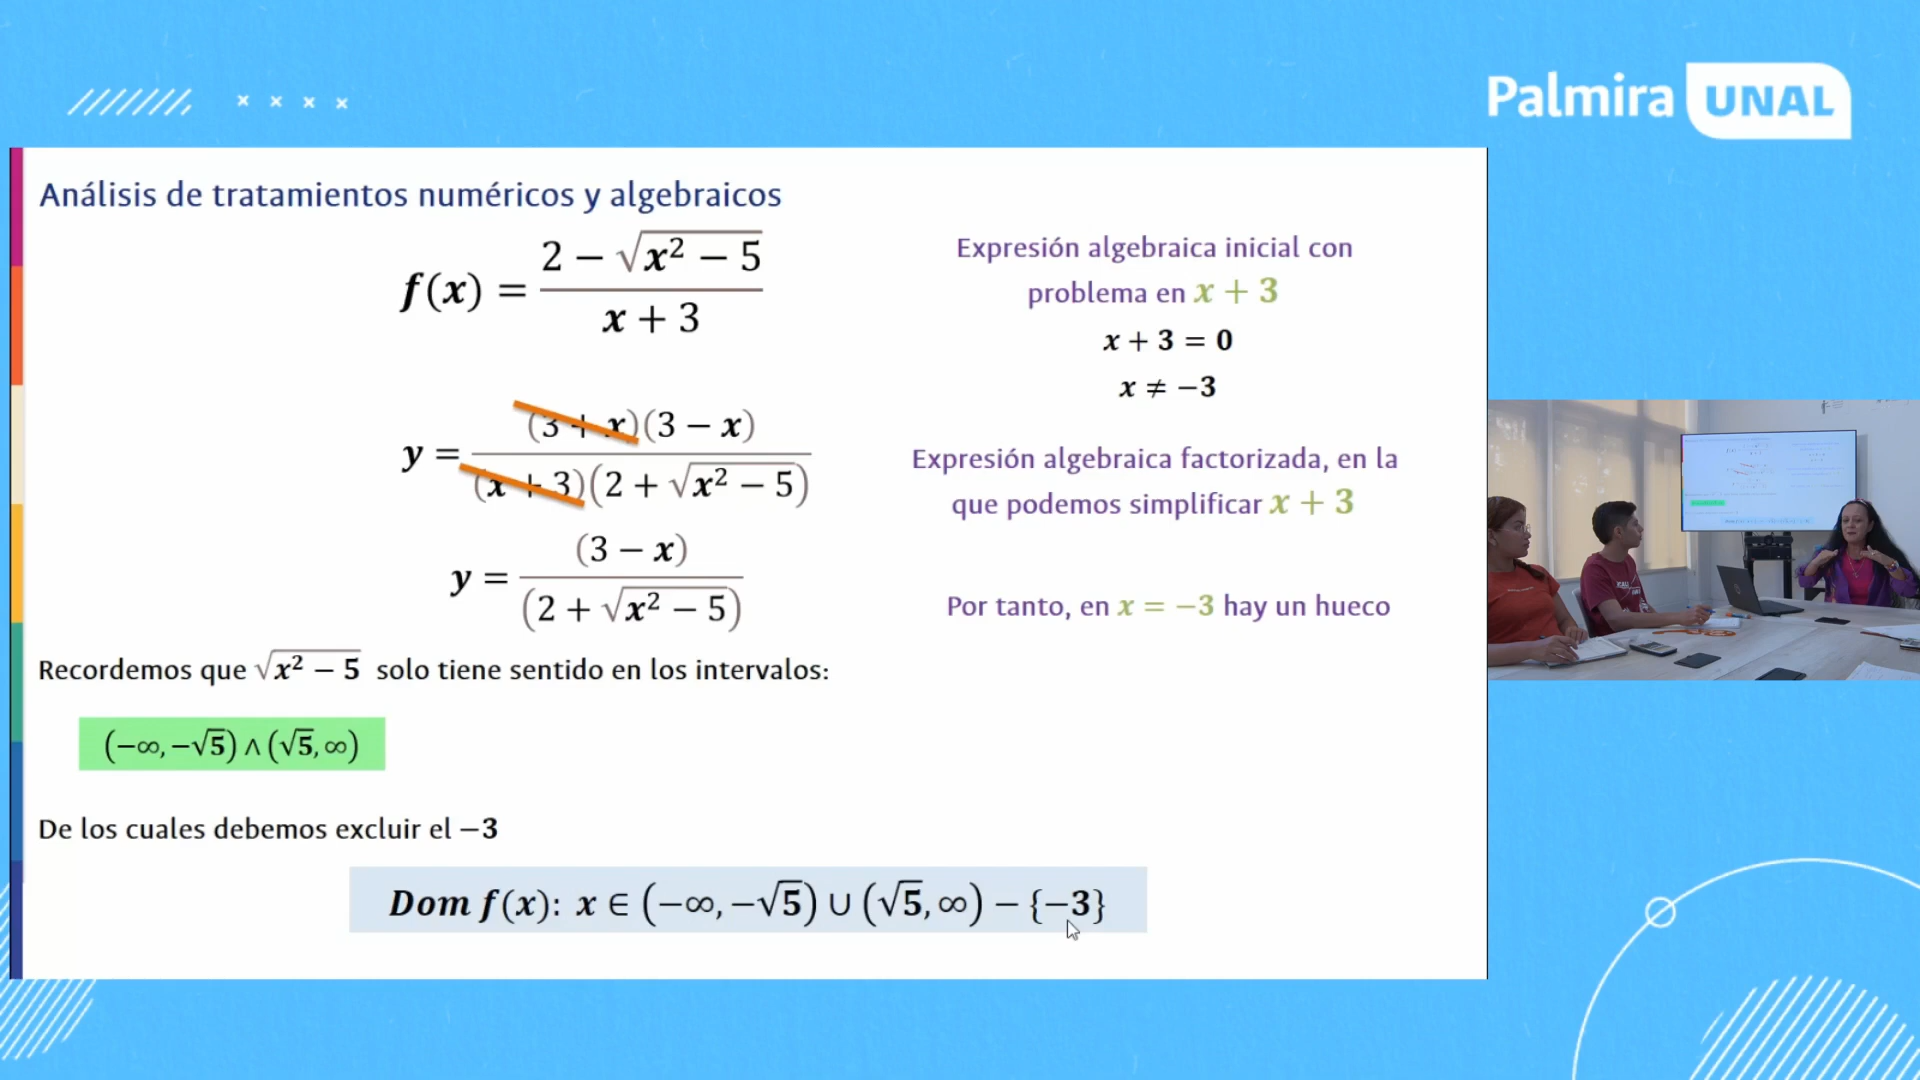 Palmira UNAL
Análisis de tratamientos numéricos y algebraicos
f(x) = (2 − √(x² − 5)) / (x + 3)
Expresión algebraica inicial con
problema en x + 3
x + 3 = 0
x ≠ −3
y = (3 + x)(3 − x) / (x + 3)(2 + √(x² − 5))
Expresión algebraica factorizada, en la
que podemos simplificar x + 3
y = (3 − x) / (2 + √(x² − 5))
Por tanto, en x = −3 hay un hueco
Recordemos que √(x² − 5) solo tiene sentido en los intervalos:
(−∞, −√5) ∧ (√5, ∞)
De los cuales debemos excluir el −3
Dom f(x): x ∈ (−∞, −√5) ∪ (√5, ∞) − {−3}